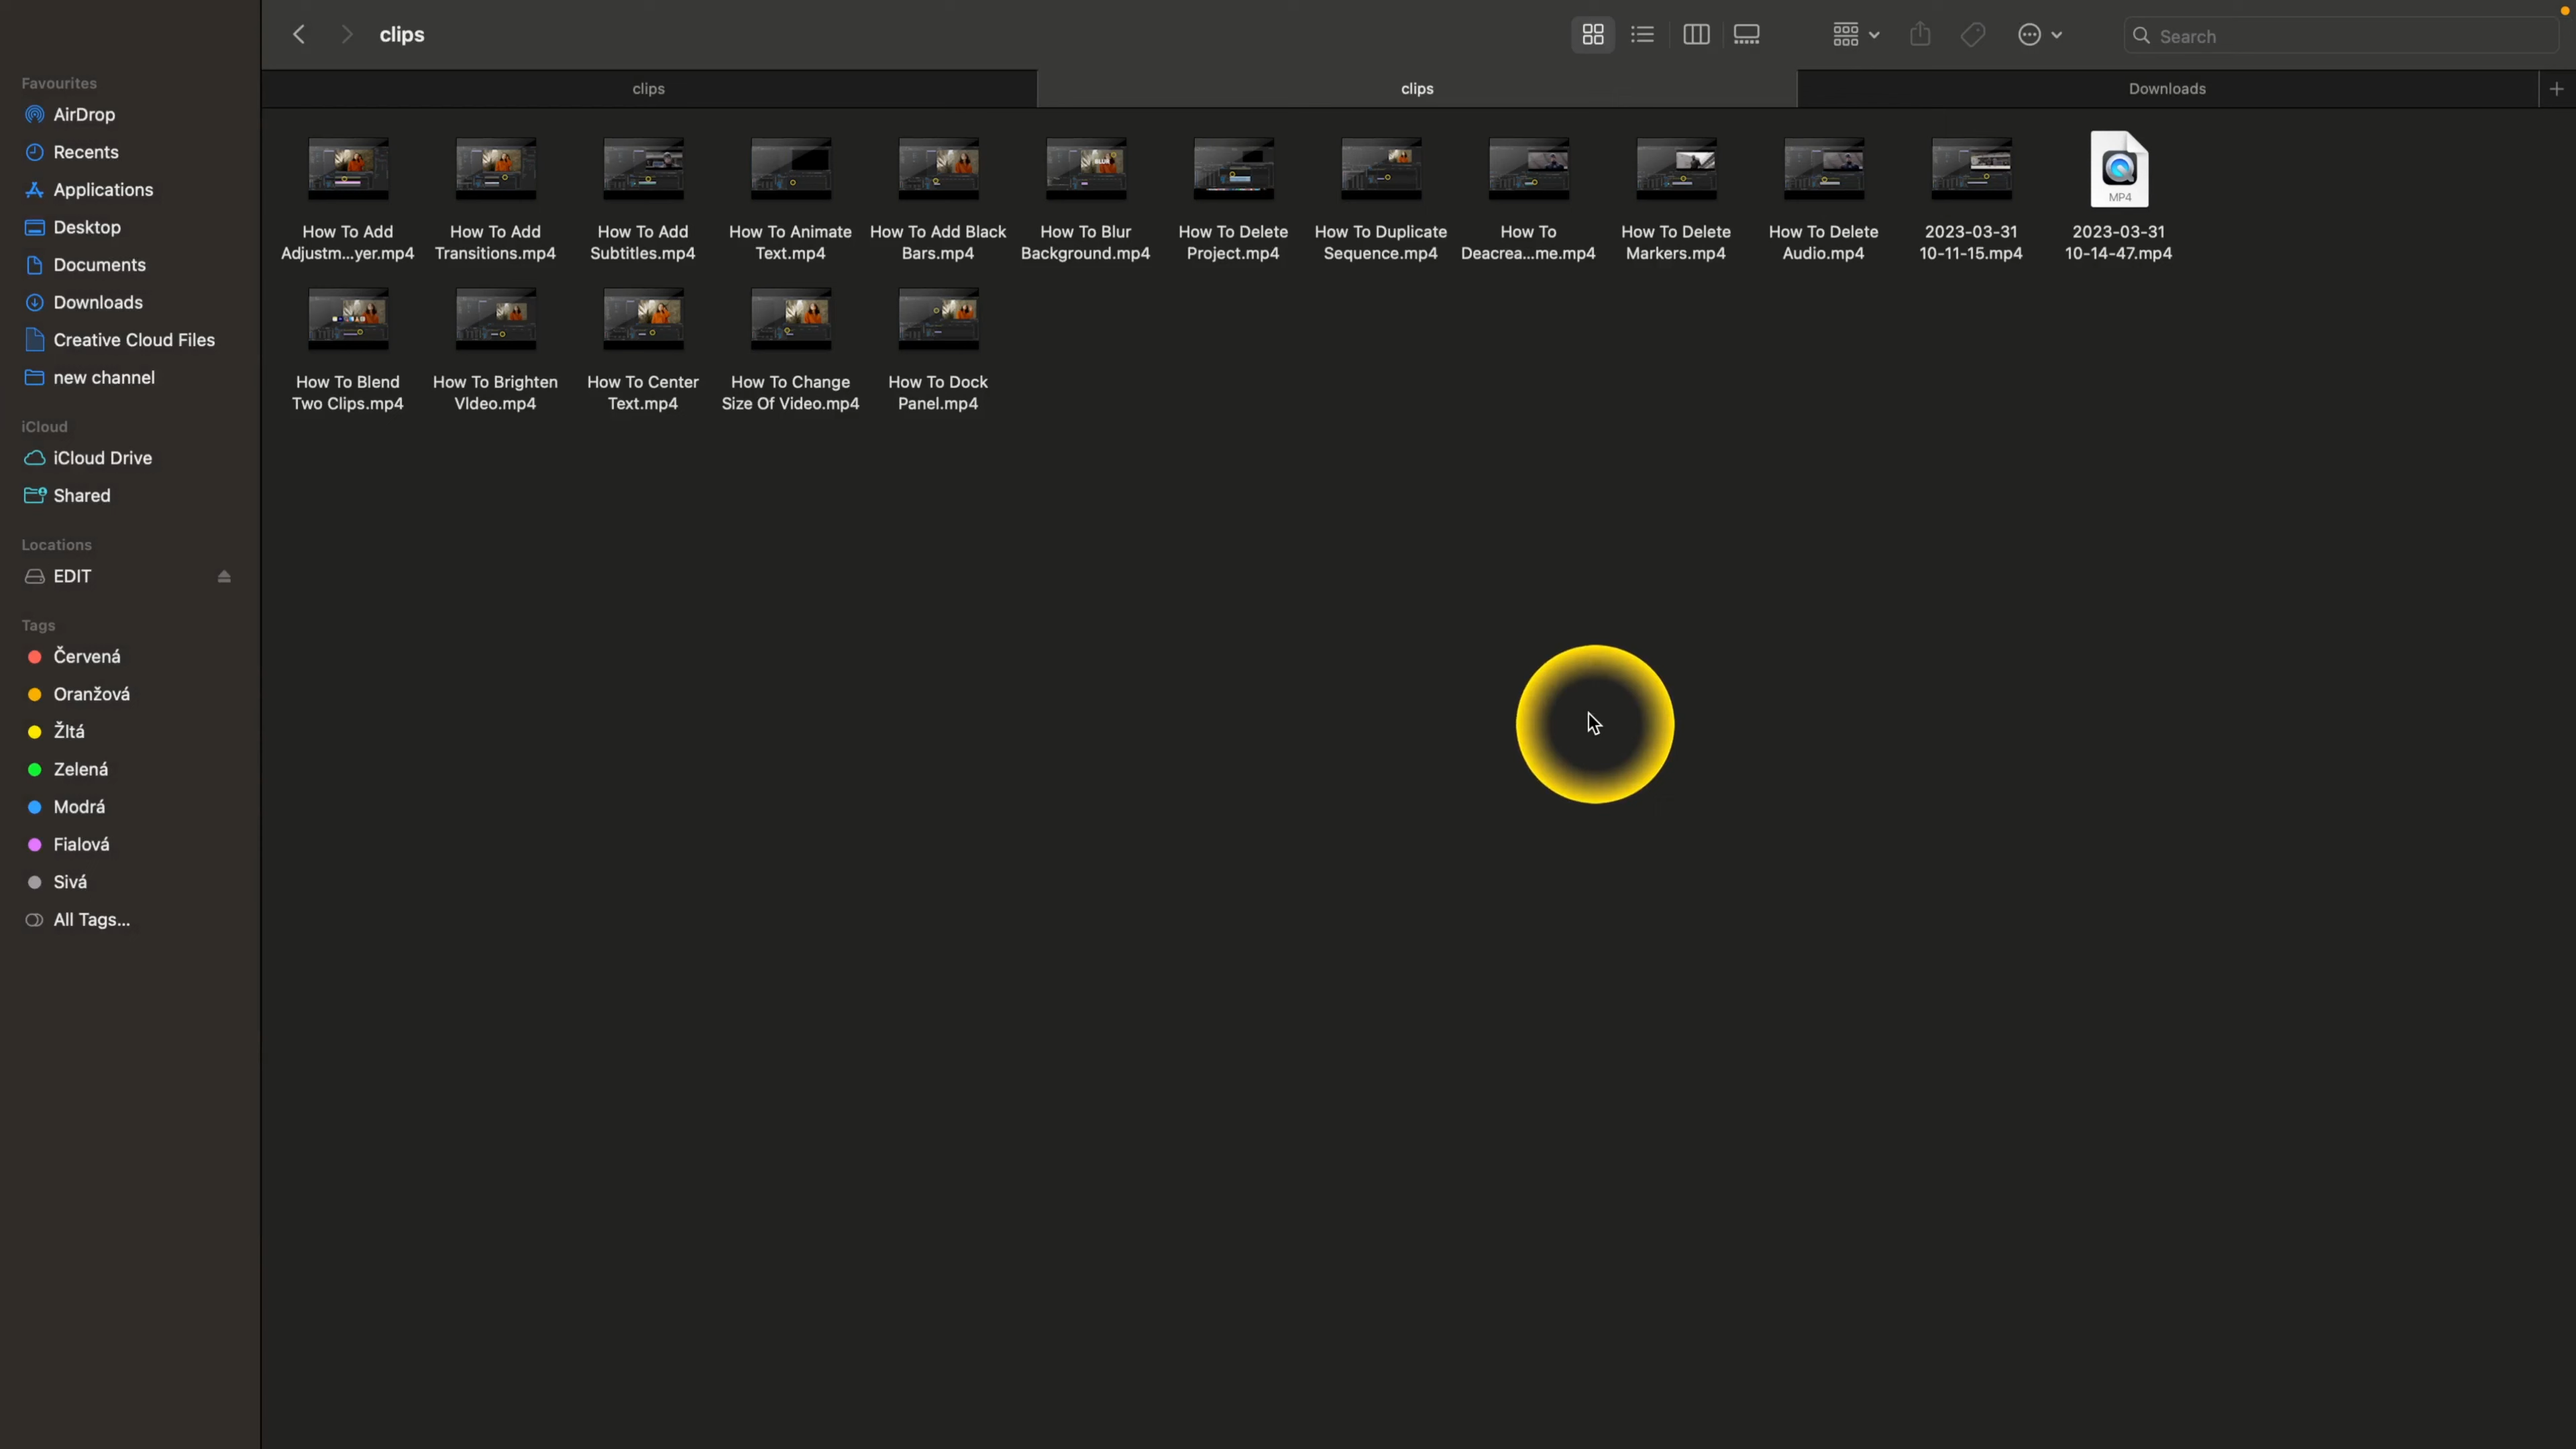 clips
Search
clips
clips
Downloads
Favourites
AirDrop
Recents
Applications
Desktop
Documents
Downloads
Creative Cloud Files
new channel
iCloud
iCloud Drive
Shared
Locations
EDIT
Tags
Červená
Oranžová
Žltá
Zelená
Modrá
Fialová
Sivá
All Tags...
How To Add
Adjustm...yer.mp4
How To Add
Transitions.mp4
How To Add
Subtitles.mp4
How To Animate
Text.mp4
How To Add Black
Bars.mp4
BLUR
How To Blur
Background.mp4
How To Delete
Project.mp4
How To Duplicate
Sequence.mp4
How To
Deacrea...me.mp4
How To Delete
Markers.mp4
How To Delete
Audio.mp4
2023-03-31
10-11-15.mp4
MP4
2023-03-31
10-14-47.mp4
How To Blend
Two Clips.mp4
How To Brighten
VIdeo.mp4
How To Center
Text.mp4
How To Change
Size Of Video.mp4
How To Dock
Panel.mp4